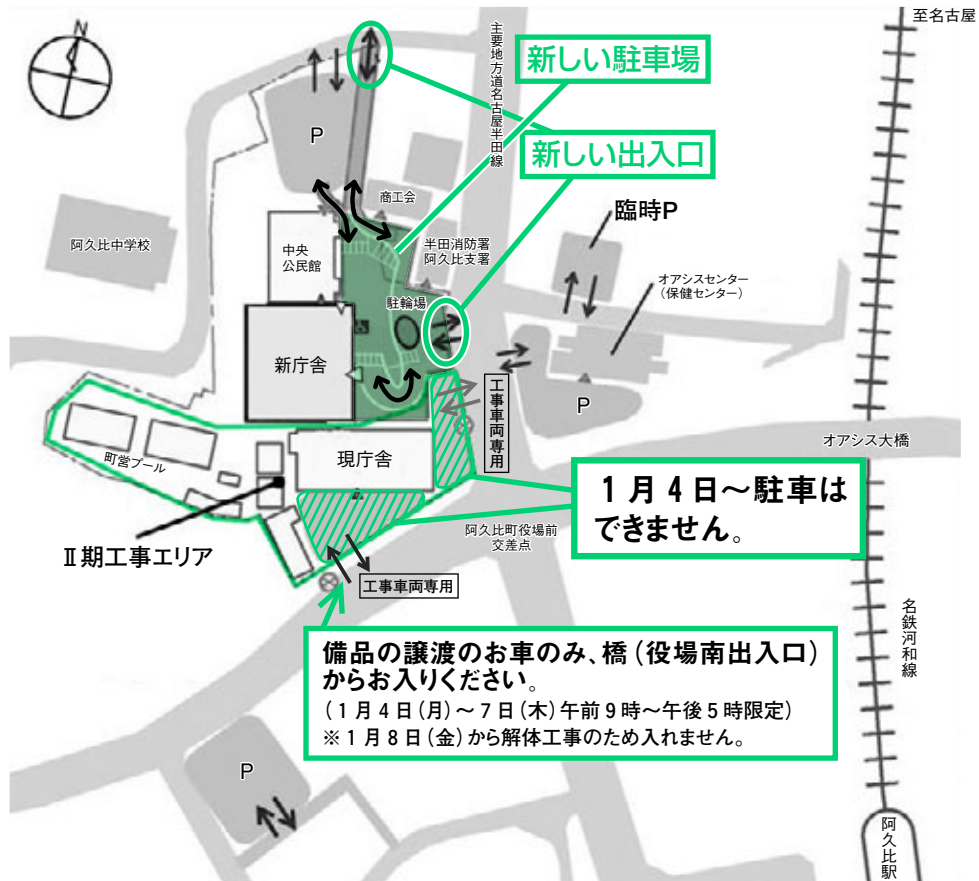 至名古屋
N
主要地方道名古屋半田線
新しい駐車場
P
新しい出入口
商工会
臨時P
阿久比中学校
中央
公民館
半田消防署
阿久比支署
オアシスセンター
(保健センター)
駐輪場
新庁舎
P
工事車両専用
オアシス大橋
町営プール
現庁舎
1月4日～駐車は
できません。
阿久比町役場前
交差点
Ⅱ期工事エリア
工事車両専用
名鉄河和線
備品の譲渡のお車のみ、橋(役場南出入口)
からお入りください。
(1月4日(月)～7日(木)午前9時～午後5時限定)
※1月8日(金)から解体工事のため入れません。
P
阿久比駅